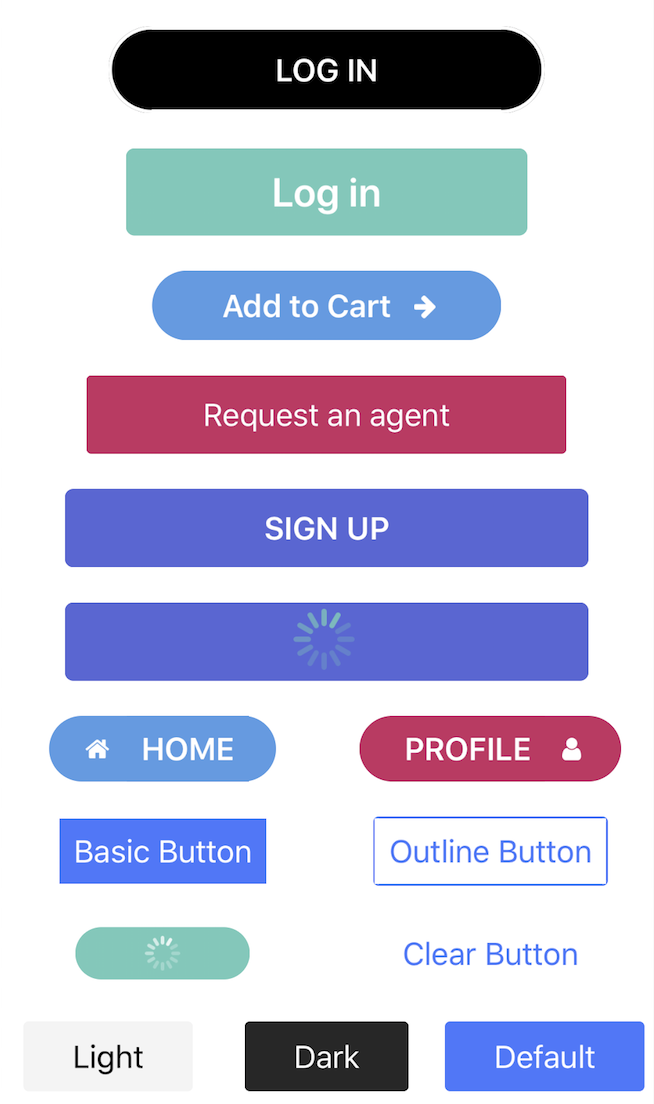 LOG IN
Log in
Add to Cart
Request an agent
SIGN UP
HOME
PROFILE
Basic Button
Outline Button
Clear Button
Light
Dark
Default